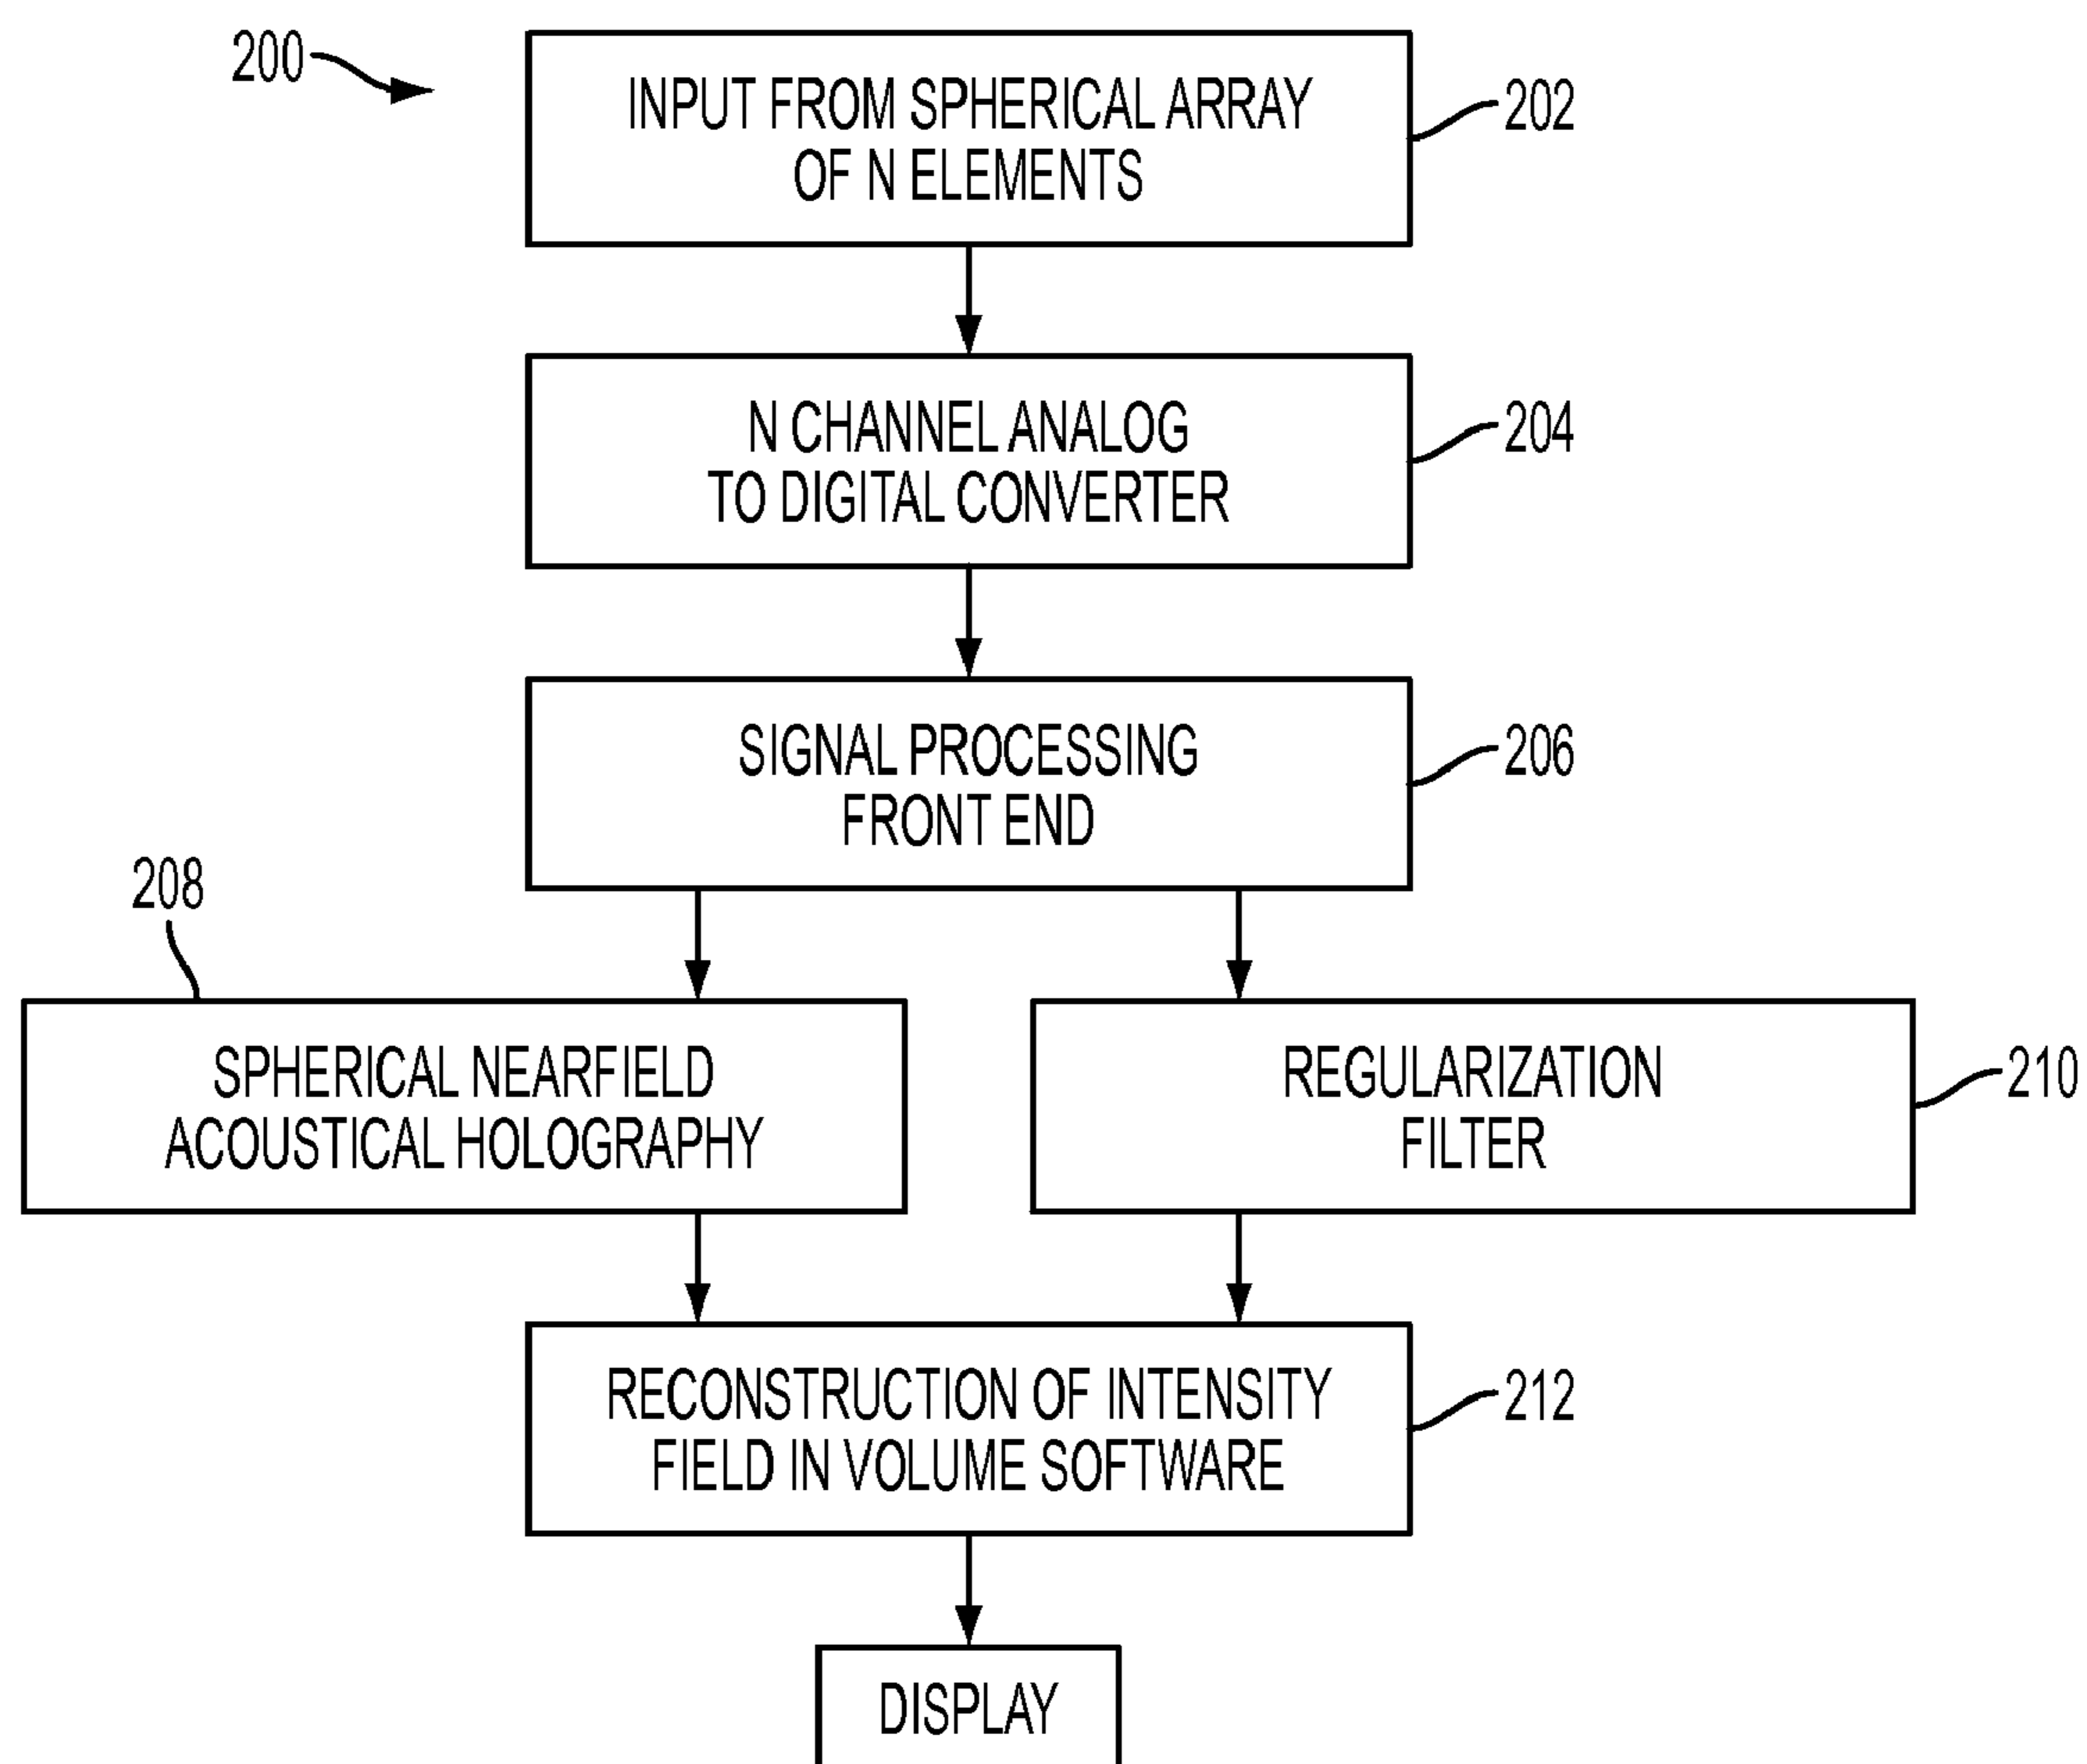 200
INPUT FROM SPHERICAL ARRAY
OF N ELEMENTS
202
N CHANNEL ANALOG
TO DIGITAL CONVERTER
204
SIGNAL PROCESSING
FRONT END
206
208
SPHERICAL NEARFIELD
ACOUSTICAL HOLOGRAPHY
REGULARIZATION
FILTER
210
RECONSTRUCTION OF INTENSITY
FIELD IN VOLUME SOFTWARE
212
DISPLAY